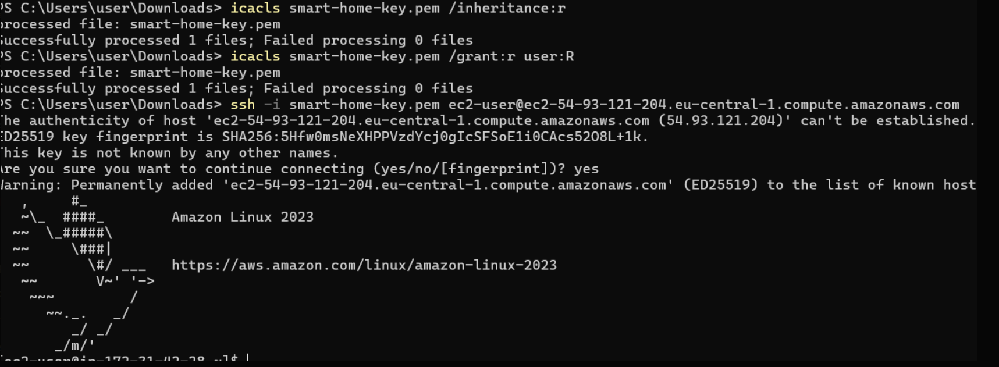 PS C:\Users\user\Downloads> icacls smart-home-key.pem /inheritance:r
processed file: smart-home-key.pem
Successfully processed 1 files; Failed processing 0 files
PS C:\Users\user\Downloads> icacls smart-home-key.pem /grant:r user:R
processed file: smart-home-key.pem
Successfully processed 1 files; Failed processing 0 files
PS C:\Users\user\Downloads> ssh -i smart-home-key.pem ec2-user@ec2-54-93-121-204.eu-central-1.compute.amazonaws.com
The authenticity of host 'ec2-54-93-121-204.eu-central-1.compute.amazonaws.com (54.93.121.204)' can't be established.
ED25519 key fingerprint is SHA256:5Hfw0msNeXHPPVzdYcj0gIcSFSoE1i0CAcs52O8L+1k.
This key is not known by any other names.
Are you sure you want to continue connecting (yes/no/[fingerprint])? yes
Warning: Permanently added 'ec2-54-93-121-204.eu-central-1.compute.amazonaws.com' (ED25519) to the list of known host
   ,     #_
  ~\_  ####_        Amazon Linux 2023
 ~~   \_#####\
 ~~     \###|
 ~~       \#/ ___   https://aws.amazon.com/linux/amazon-linux-2023
  ~~       V~' '->
   ~~~         /
     ~~._.   _/
        _/ _/
      _/m/'
[ec2-user@ip-172-31-42-28 ~]$